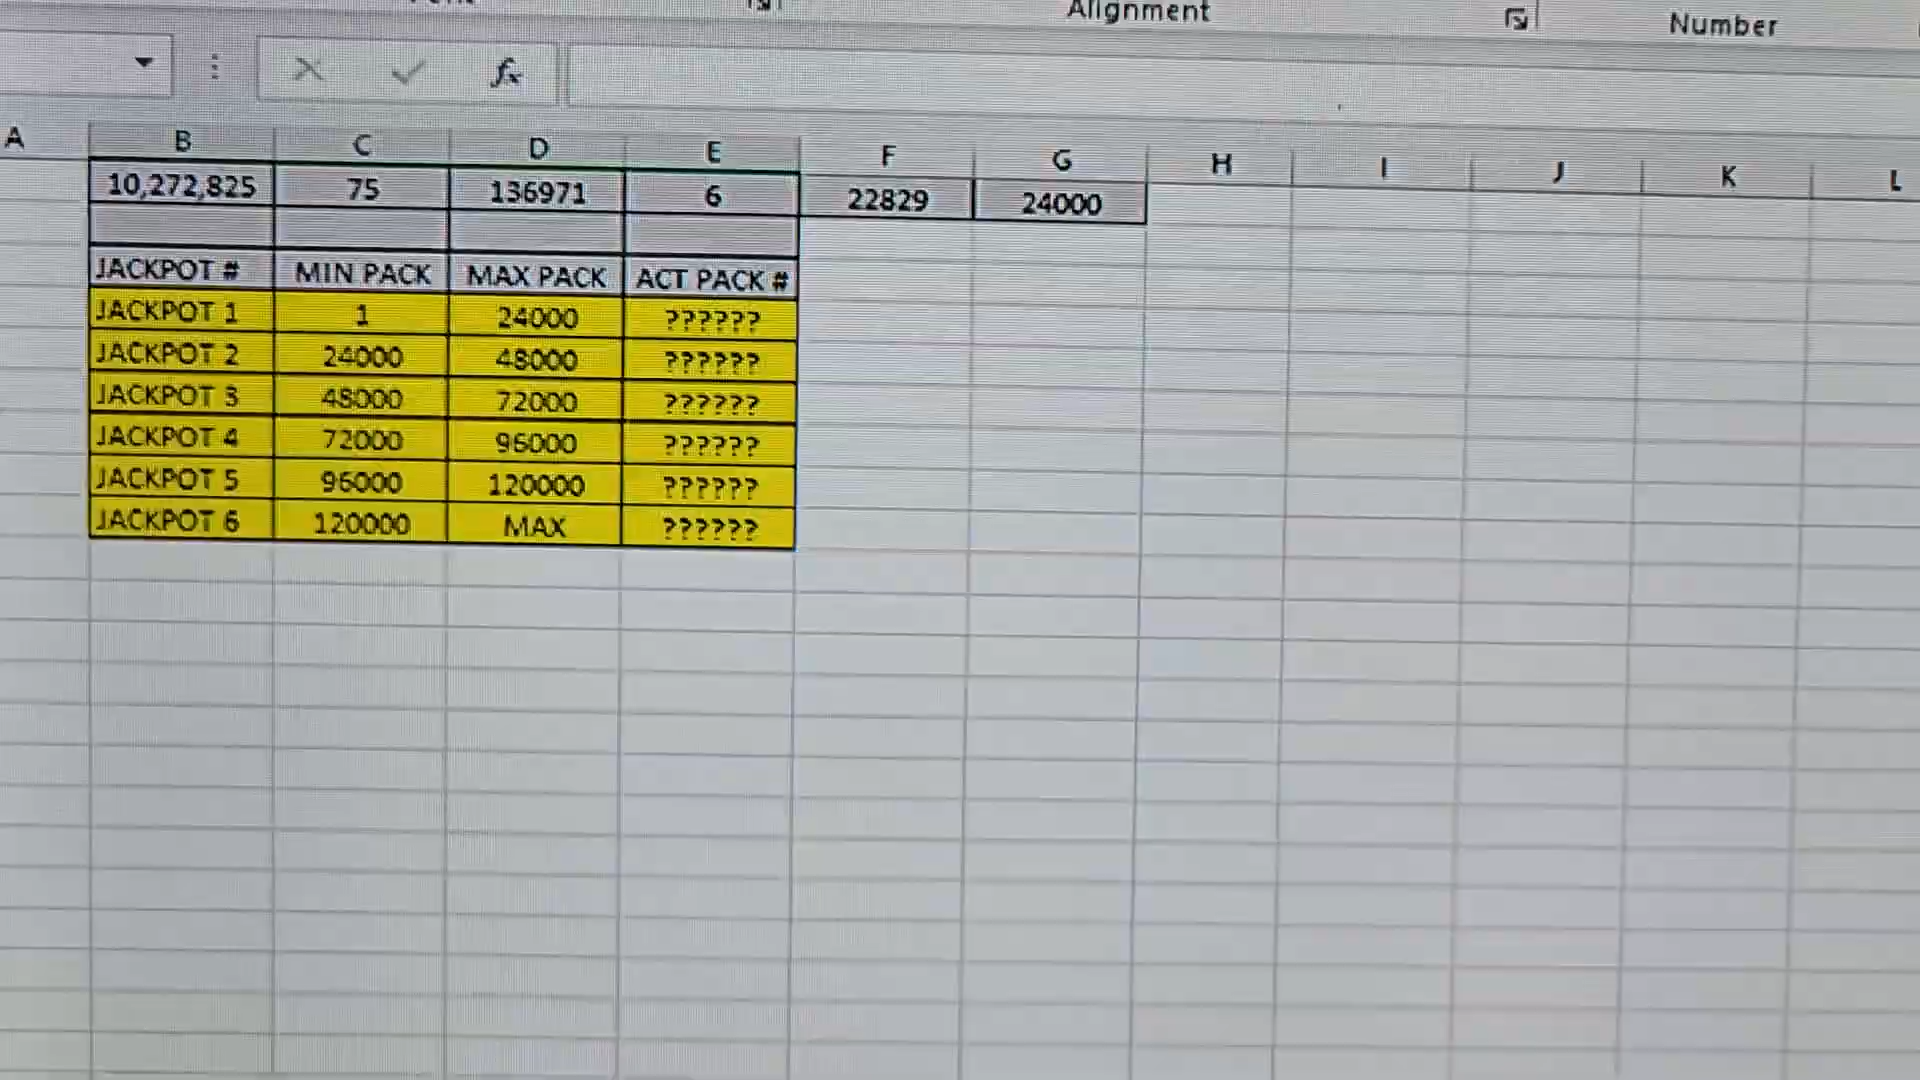 Alignment
Number
fx
A B C D E F G H I J K L
10,272,825 75 136971 6 22829 24000
JACKPOT # MIN PACK MAX PACK ACT PACK #
JACKPOT 1 1 24000 ??????
JACKPOT 2 24000 48000 ??????
JACKPOT 3 48000 72000 ??????
JACKPOT 4 72000 96000 ??????
JACKPOT 5 96000 120000 ??????
JACKPOT 6 120000 MAX ??????